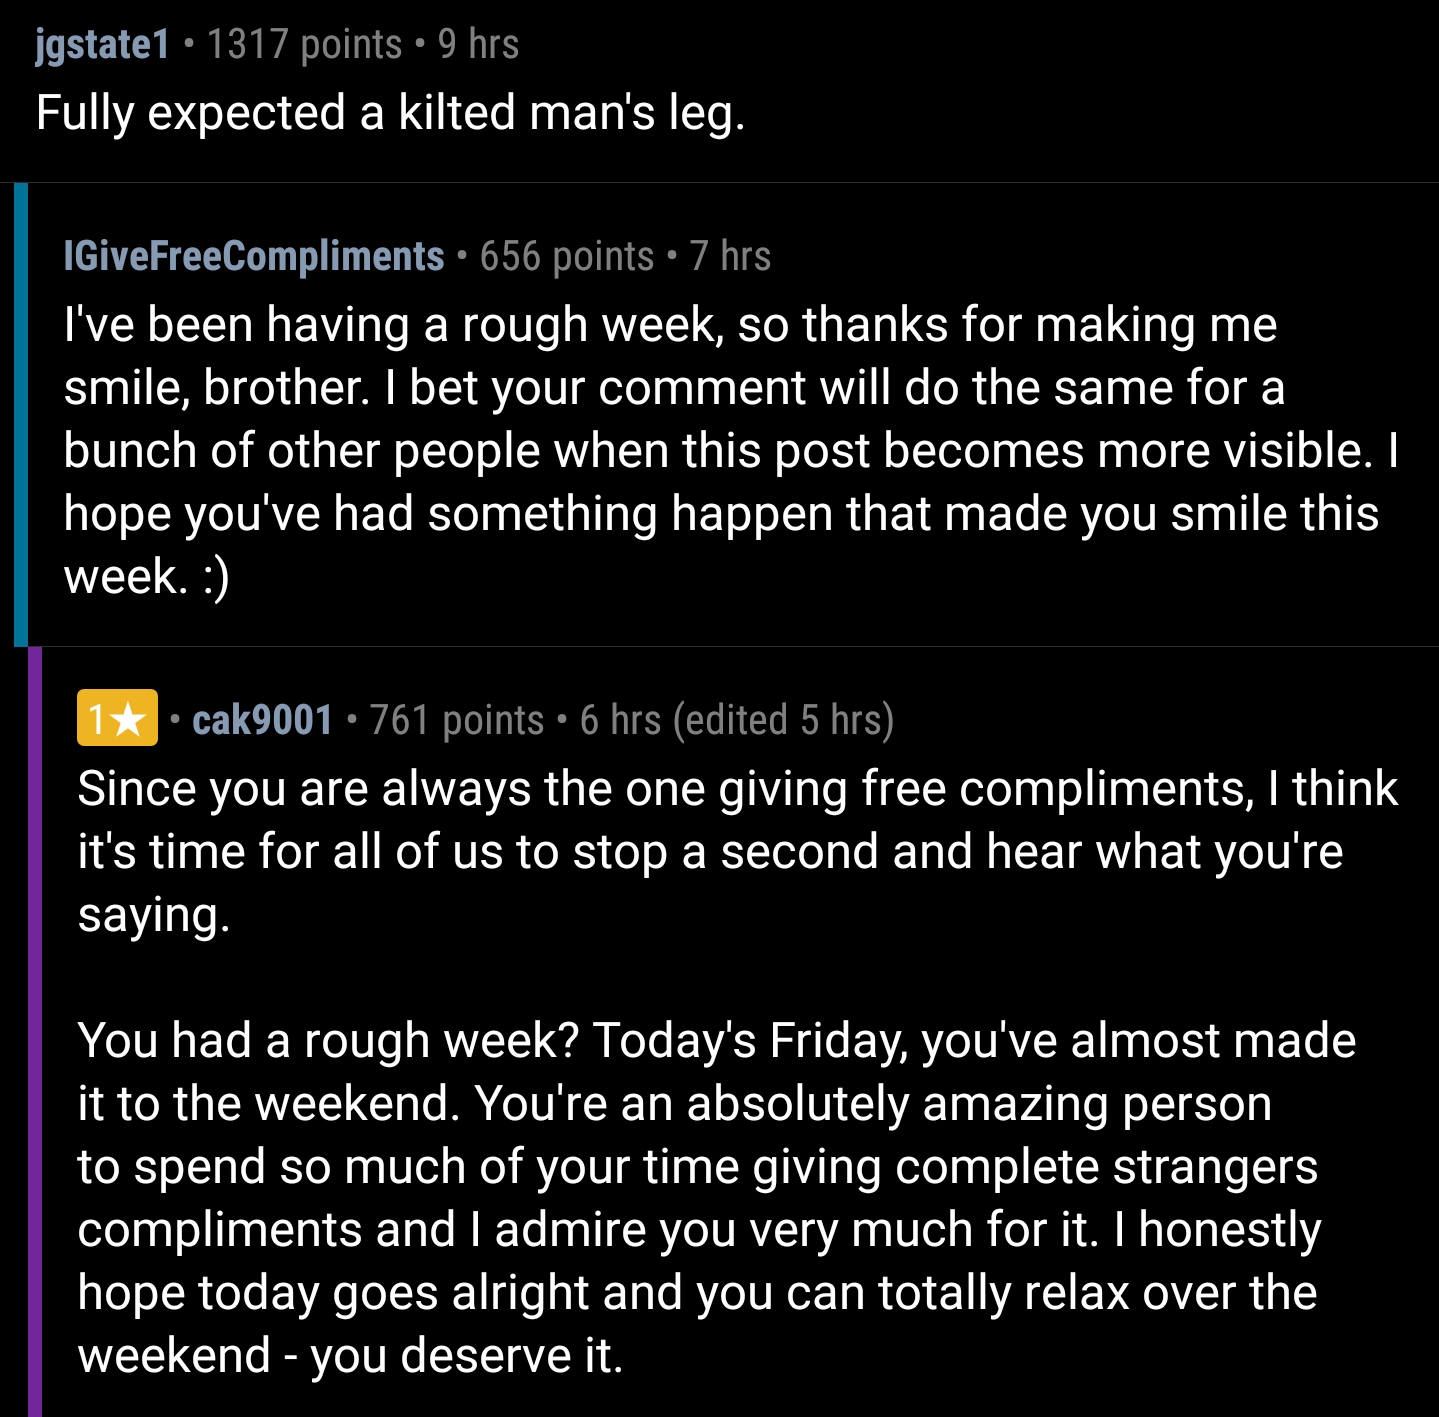 jgstate1 • 1317 points • 9 hrs
Fully expected a kilted man's leg.
IGiveFreeCompliments • 656 points • 7 hrs
I've been having a rough week, so thanks for making me
smile, brother. I bet your comment will do the same for a
bunch of other people when this post becomes more visible. I
hope you've had something happen that made you smile this
week. :)
1★ • cak9001 • 761 points • 6 hrs (edited 5 hrs)
Since you are always the one giving free compliments, I think
it's time for all of us to stop a second and hear what you're
saying.
You had a rough week? Today's Friday, you've almost made
it to the weekend. You're an absolutely amazing person
to spend so much of your time giving complete strangers
compliments and I admire you very much for it. I honestly
hope today goes alright and you can totally relax over the
weekend - you deserve it.